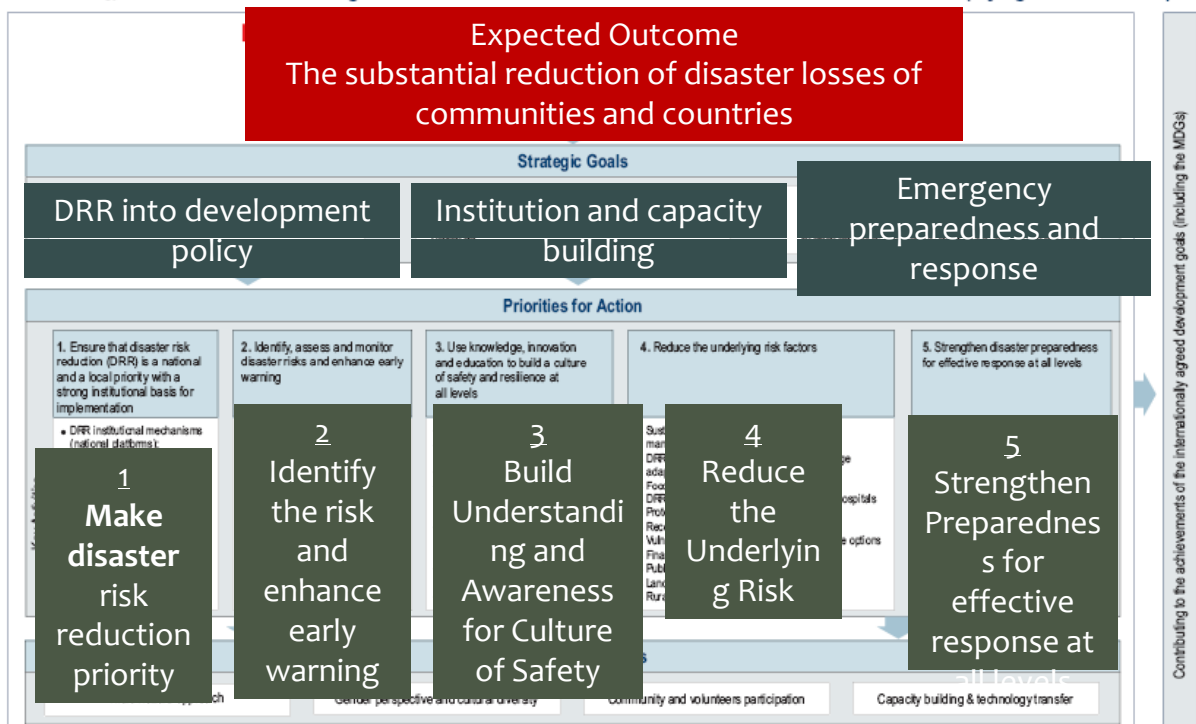 Expected Outcome
The substantial reduction of disaster losses of
communities and countries
Strategic Goals
DRR into development
policy
Institution and capacity
building
Emergency
preparedness and
response
Priorities for Action
1. Ensure that disaster risk
reduction (DRR) is a national
and a local priority with a
strong institutional basis for
implementation
• DRR institutional mechanisms
(national platforms);
2. Identify, assess and monitor
disaster risks and enhance early
warning
3. Use knowledge, innovation
and education to build a culture
of safety and resilience at
all levels
4. Reduce the underlying risk factors
5. Strengthen disaster preparedness
for effective response at all levels
1
Make
disaster
risk
reduction
priority
2
Identify
the risk
and
enhance
early
warning
3
Build
Understandi
ng and
Awareness
for Culture
of Safety
4
Reduce
the
Underlyin
g Risk
5
Strengthen
Preparednes
s for
effective
response at
all levels
Gender perspective and cultural diversity
Community and volunteers participation
Capacity building & technology transfer
Contributing to the achievements of the internationally agreed development goals (including the MDGs)